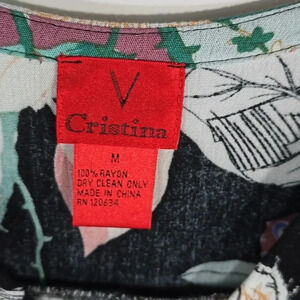 V
Cristina
M
100% RAYON
DRY CLEAN ONLY
MADE IN CHINA
RN 120634